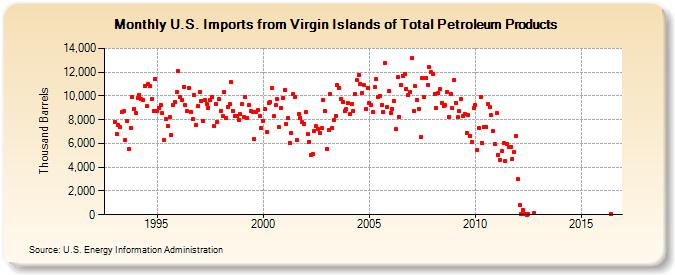 Monthly U.S. Imports from Virgin Islands of Total Petroleum Products
Thousand Barrels
14,000
12,000
10,000
8,000
6,000
4,000
2,000
0
1995 2000 2005 2010 2015
Source: U.S. Energy Information Administration